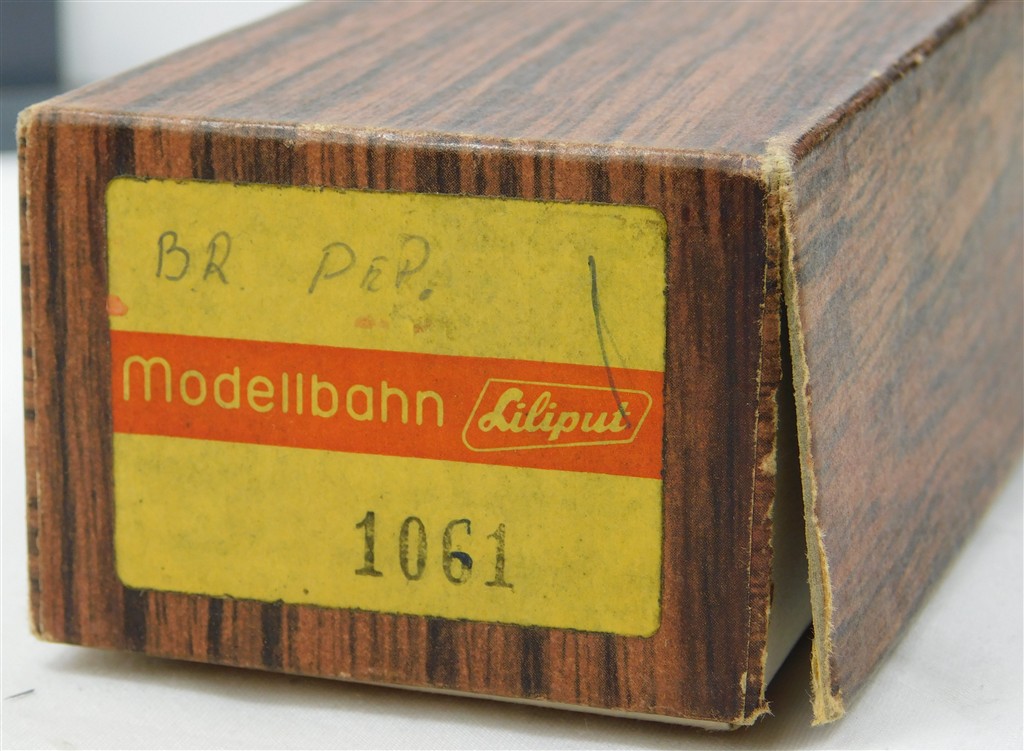 BR PEP.
Modellbahn Liliput
1061